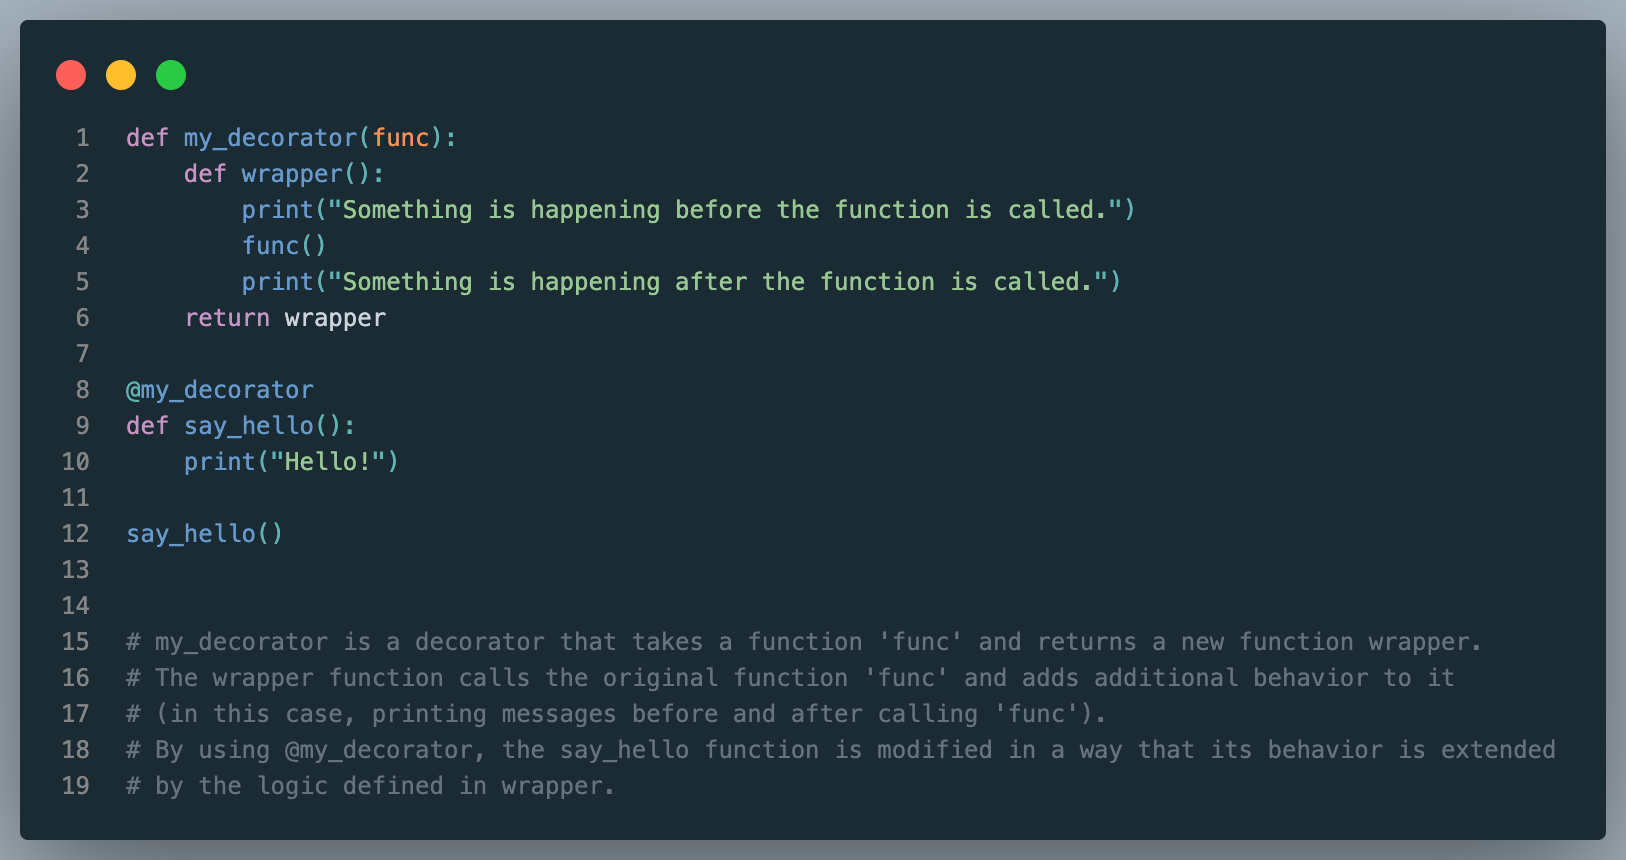 1 def my_decorator(func):
2     def wrapper():
3         print("Something is happening before the function is called.")
4         func()
5         print("Something is happening after the function is called.")
6     return wrapper
7
8 @my_decorator
9 def say_hello():
10     print("Hello!")
11
12 say_hello()
13
14
15 # my_decorator is a decorator that takes a function 'func' and returns a new function wrapper.
16 # The wrapper function calls the original function 'func' and adds additional behavior to it
17 # (in this case, printing messages before and after calling 'func').
18 # By using @my_decorator, the say_hello function is modified in a way that its behavior is extended
19 # by the logic defined in wrapper.